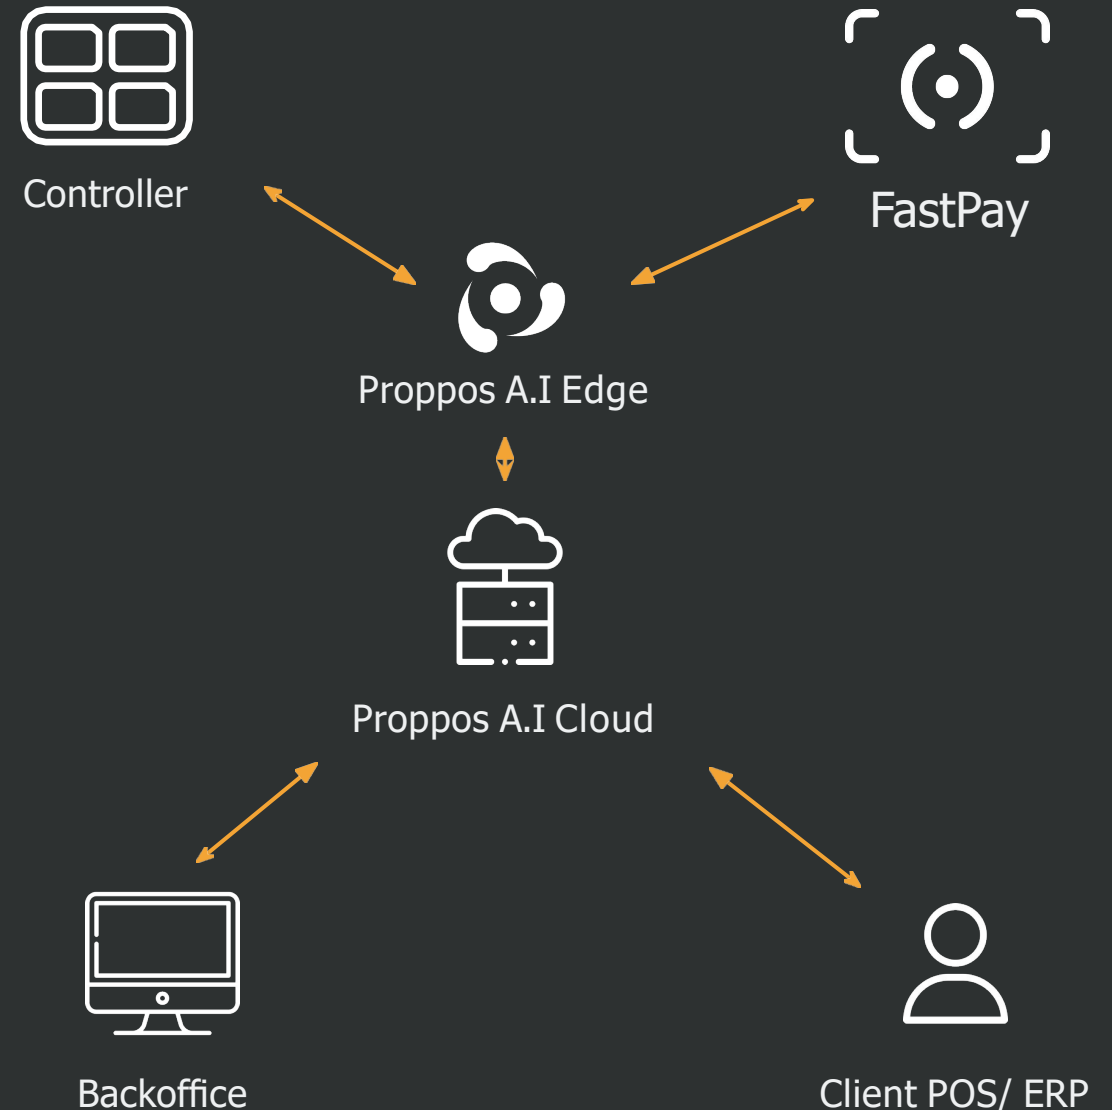 Controller
FastPay
Proppos A.I Edge
Proppos A.I Cloud
Backoffice
Client POS/ ERP